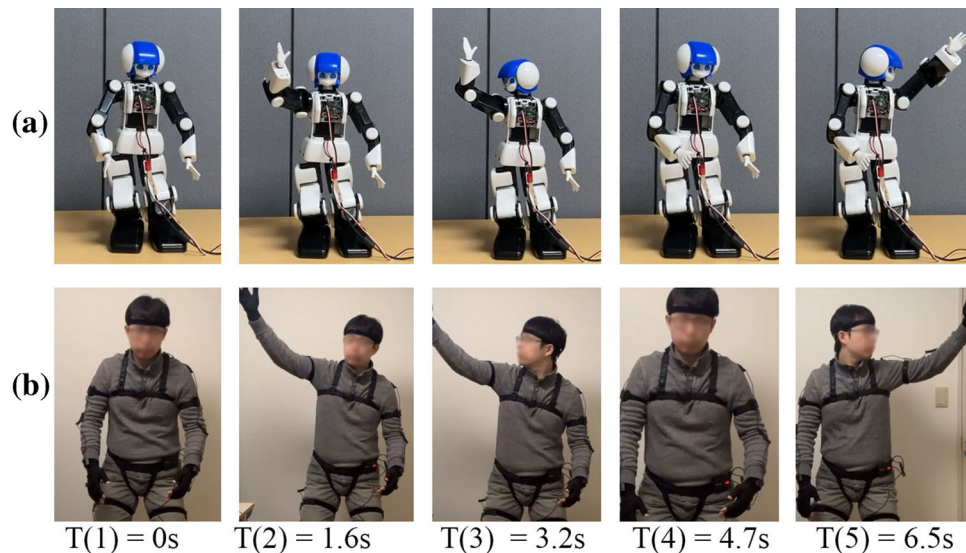 (a)
(b)
T(1) = 0s T(2) = 1.6s T(3) = 3.2s T(4) = 4.7s T(5) = 6.5s